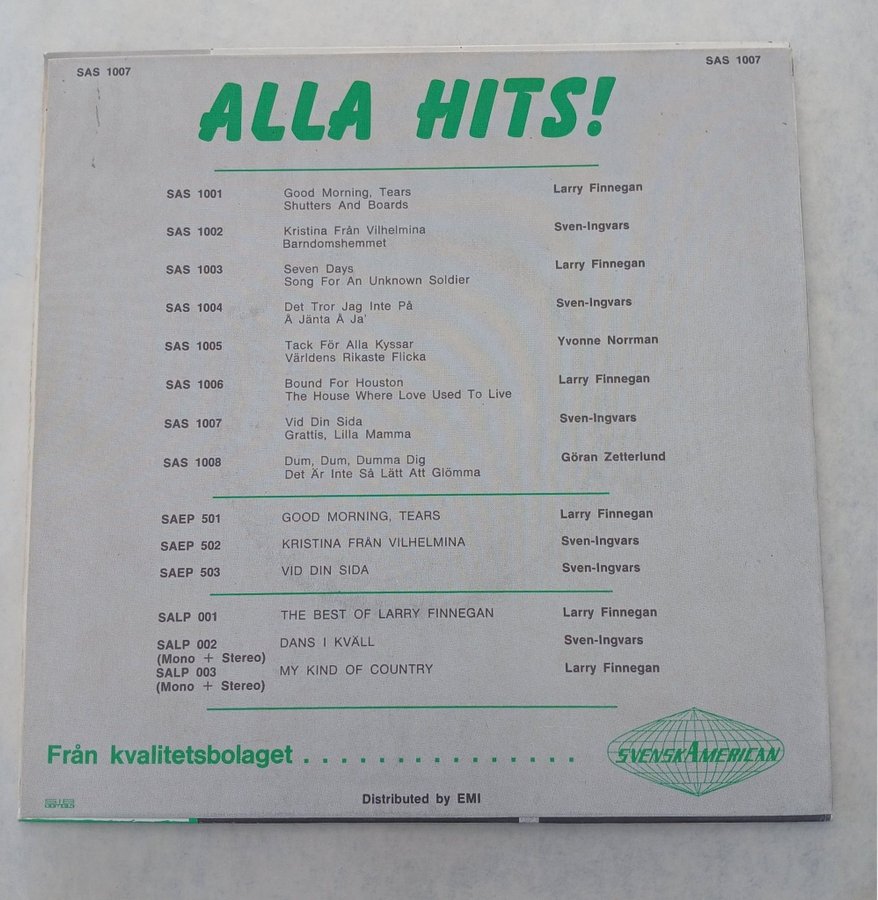 SAS 1007
SAS 1007
ALLA HITS!
SAS 1001 Good Morning, Tears Larry Finnegan
Shutters And Boards
SAS 1002 Kristina Från Vilhelmina Sven-Ingvars
Barndomshemmet
SAS 1003 Seven Days Larry Finnegan
Song For An Unknown Soldier
SAS 1004 Det Tror Jag Inte På Sven-Ingvars
Å Jänta Å Ja'
SAS 1005 Tack För Alla Kyssar Yvonne Norrman
Världens Rikaste Flicka
SAS 1006 Bound For Houston Larry Finnegan
The House Where Love Used To Live
SAS 1007 Vid Din Sida Sven-Ingvars
Grattis, Lilla Mamma
SAS 1008 Dum, Dum, Dumma Dig Göran Zetterlund
Det Är Inte Så Lätt Att Glömma
SAEP 501 GOOD MORNING, TEARS Larry Finnegan
SAEP 502 KRISTINA FRÅN VILHELMINA Sven-Ingvars
SAEP 503 VID DIN SIDA Sven-Ingvars
SALP 001 THE BEST OF LARRY FINNEGAN Larry Finnegan
SALP 002 DANS I KVÄLL Sven-Ingvars
(Mono + Stereo)
SALP 003 MY KIND OF COUNTRY Larry Finnegan
(Mono + Stereo)
Från kvalitetsbolaget . . . . . . . . . . . . . . . SVENSKAMERICAN
Distributed by EMI